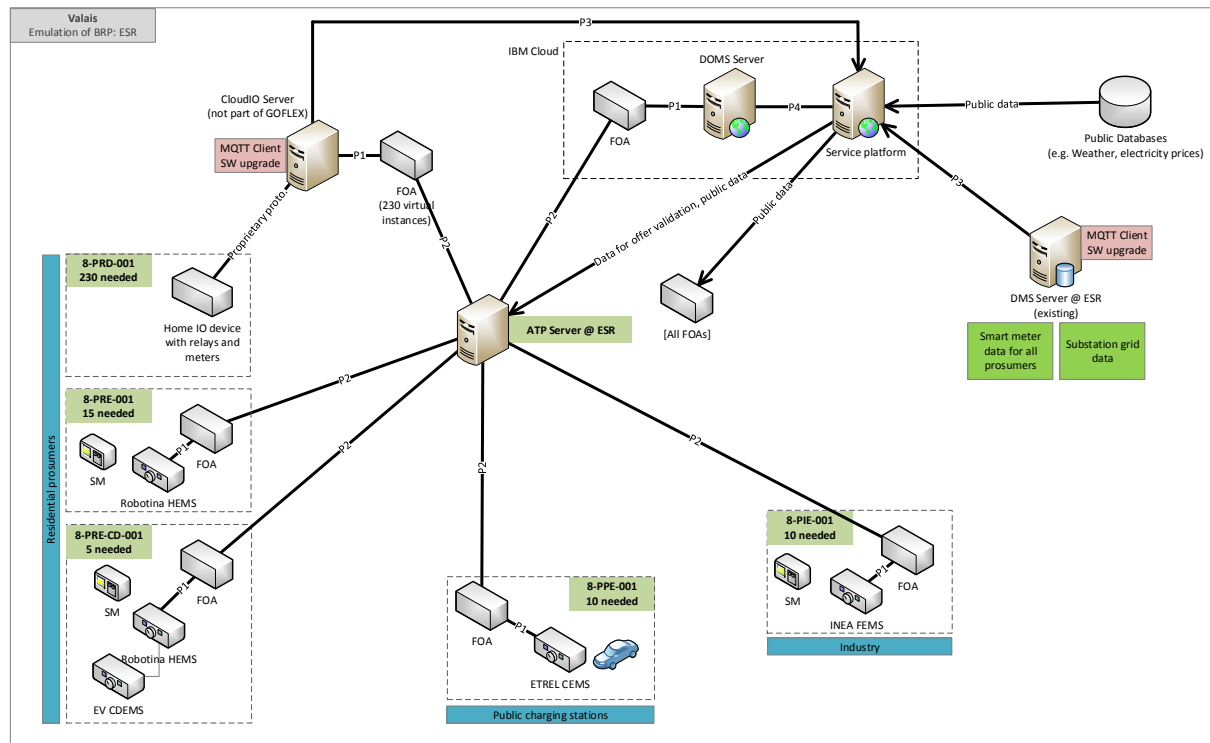 Valais
Emulation of BRP: ESR
P3
IBM Cloud
DOMS Server
CloudIO Server
(not part of GOFLEX)
MQTT Client
SW upgrade
P1
FOA
(230 virtual
instances)
FOA
P1
P4
Service platform
Public data
Public Databases
(e.g. Weather, electricity prices)
P3
MQTT Client
SW upgrade
DMS Server @ ESR
(existing)
Smart meter
data for all
prosumers
Substation grid
data
Proprietary proto.
P2
P2
Data for offer validation, public data
Public data
[All FOAs]
ATP Server @ ESR
8-PRD-001
230 needed
Home IO device
with relays and
meters
P2
8-PRE-001
15 needed
SM
P1
FOA
Robotina HEMS
Residential prosumers
P2
8-PRE-CD-001
5 needed
SM
P1
FOA
Robotina HEMS
EV CDEMS
P2
8-PPE-001
10 needed
FOA
P1
ETREL CEMS
Public charging stations
P2
8-PIE-001
10 needed
SM
P1
FOA
INEA FEMS
Industry